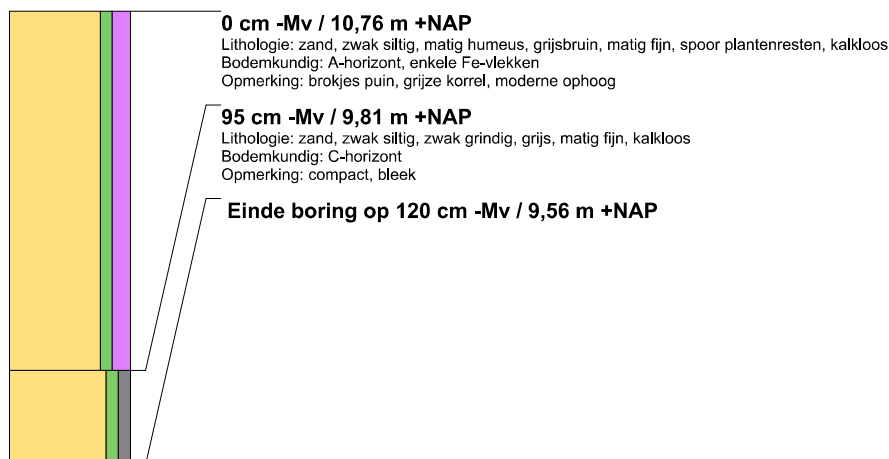 0 cm -Mv / 10,76 m +NAP
Lithologie: zand, zwak siltig, matig humeus, grijsbruin, matig fijn, spoor plantenresten, kalkloos
Bodemkundig: A-horizont, enkele Fe-vlekken
Opmerking: brokjes puin, grijze korrel, moderne ophoog
95 cm -Mv / 9,81 m +NAP
Lithologie: zand, zwak siltig, zwak grindig, grijs, matig fijn, kalkloos
Bodemkundig: C-horizont
Opmerking: compact, bleek
Einde boring op 120 cm -Mv / 9,56 m +NAP